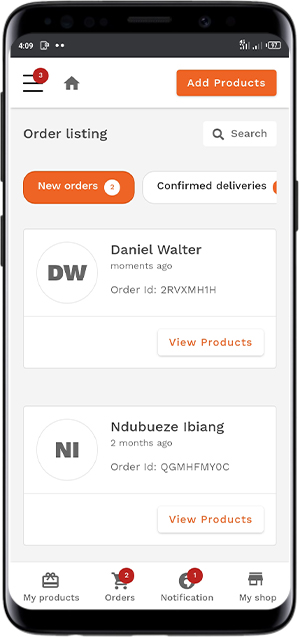 4:09
97
3
Add Products
Order listing
Search
New orders 2
Confirmed deliveries
DW
Daniel Walter
moments ago
Order Id: 2RVXMH1H
View Products
NI
Ndubueze Ibiang
2 months ago
Order Id: QGMHFMY0C
View Products
2
1
My products
Orders
Notification
My shop